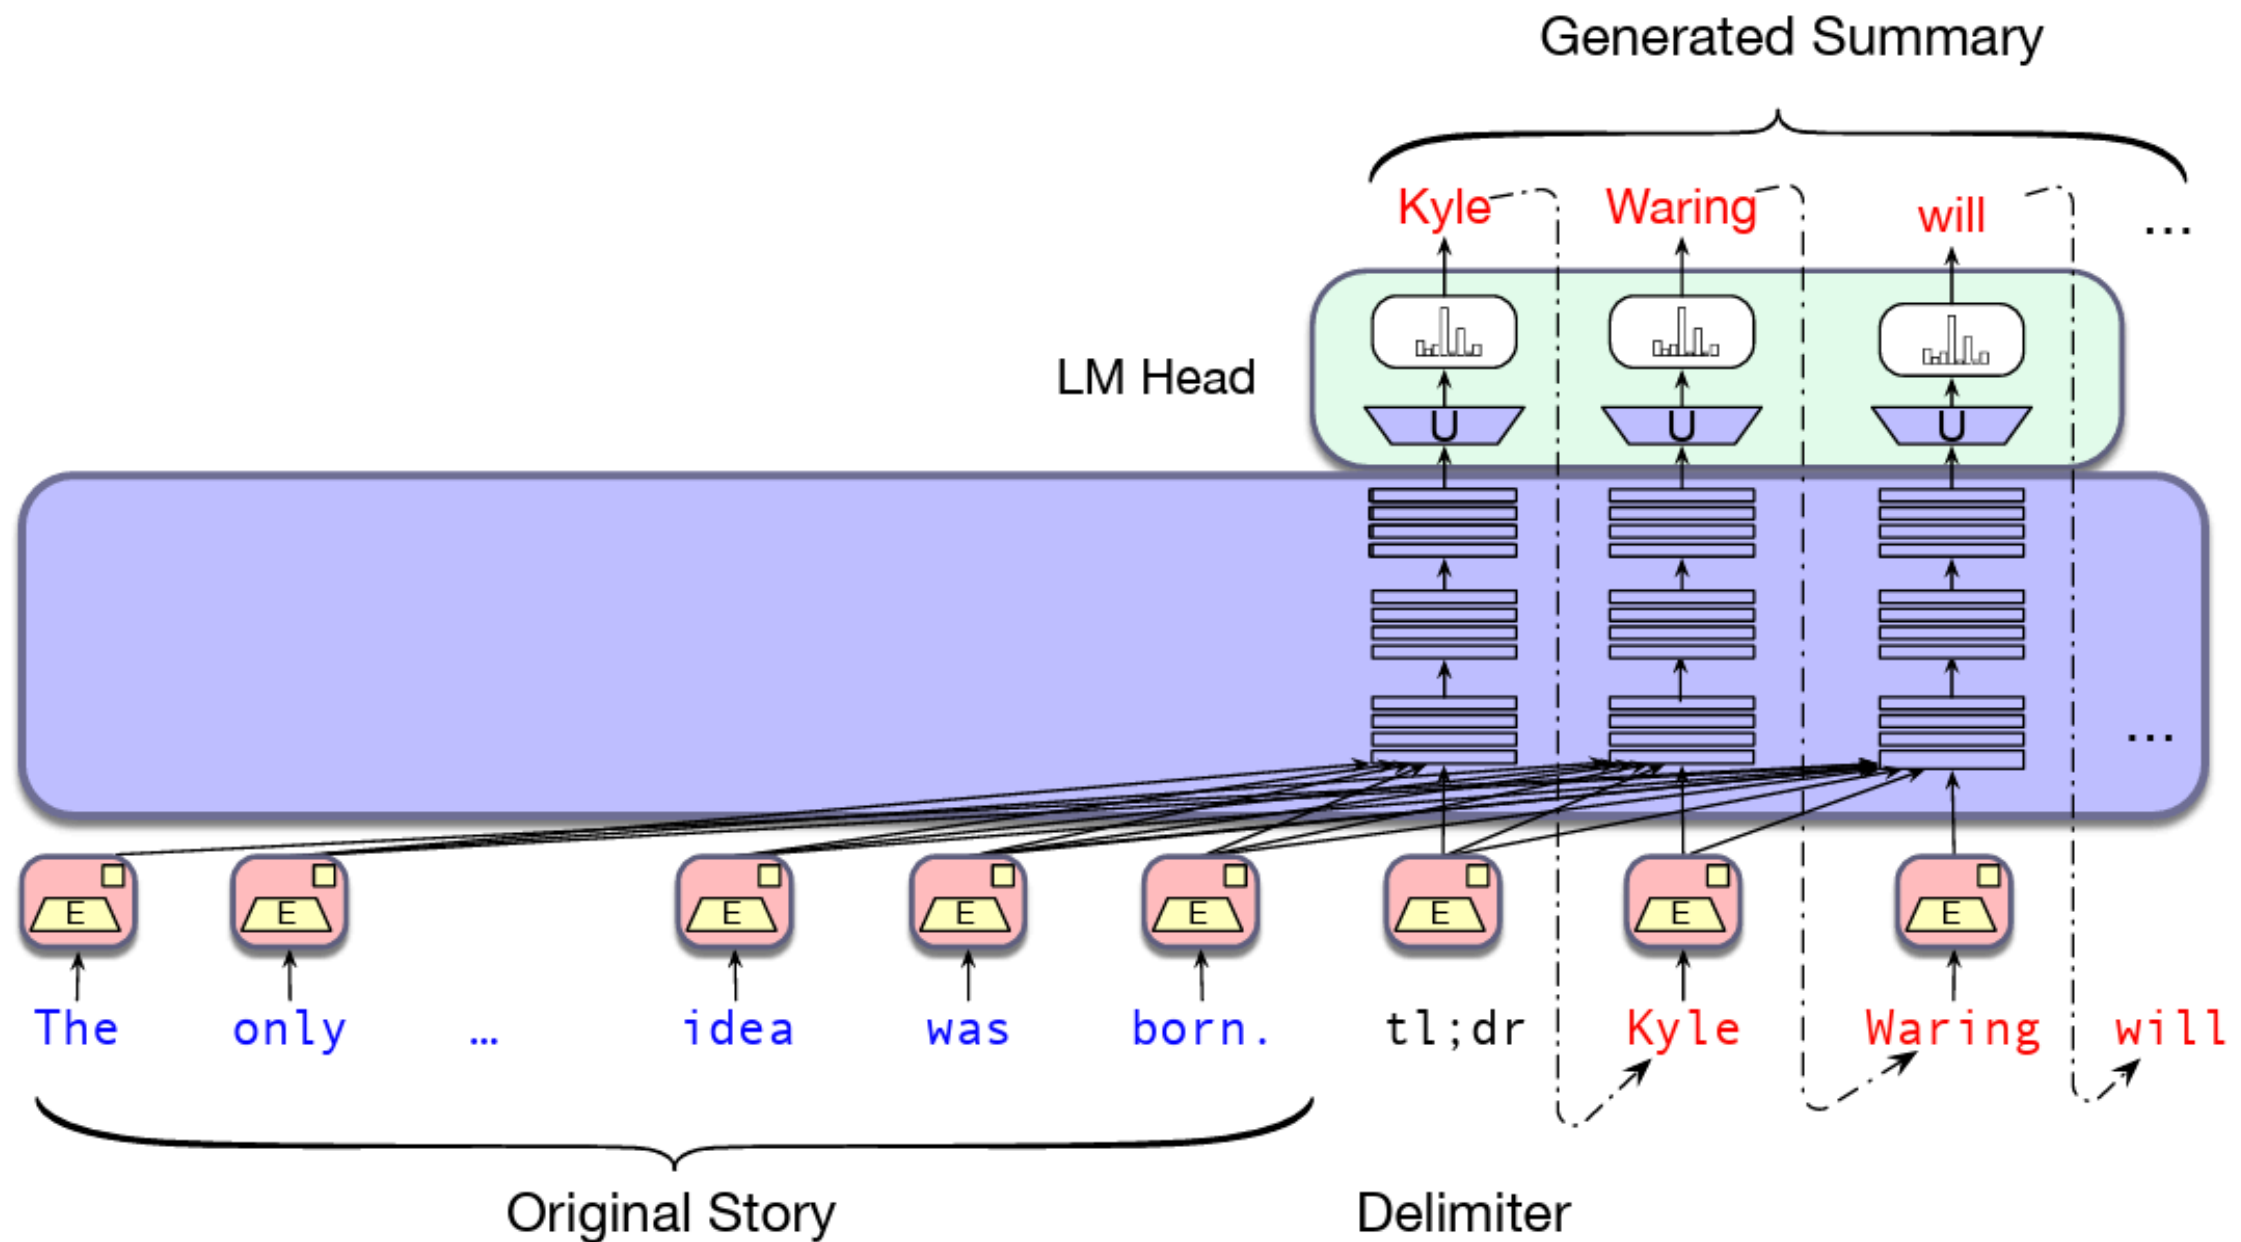 Generated Summary
Kyle Waring will ...
LM Head
U U U
...
E E E E E E E E
The only … idea was born. tl;dr Kyle Waring will
Original Story Delimiter